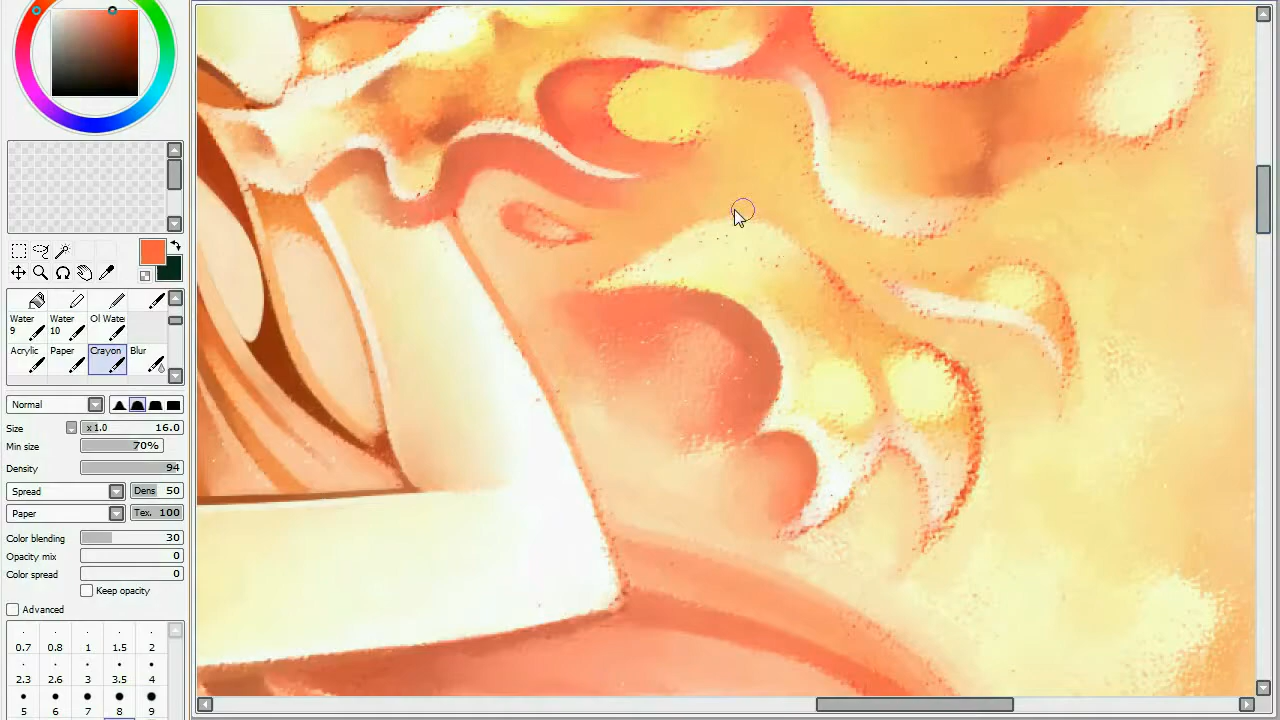 Water Water Ol Wate
9 10
Acrylic Paper Crayon Blur
Normal
Size x 1.0 16.0
Min size 70%
Density 94
Spread Dens 50
Paper Tex. 100
Color blending 30
Opacity mix 0
Color spread 0
Keep opacity
Advanced
0.7 0.8 1 1.5 2
2.3 2.6 3 3.5 4
5 6 7 8 9